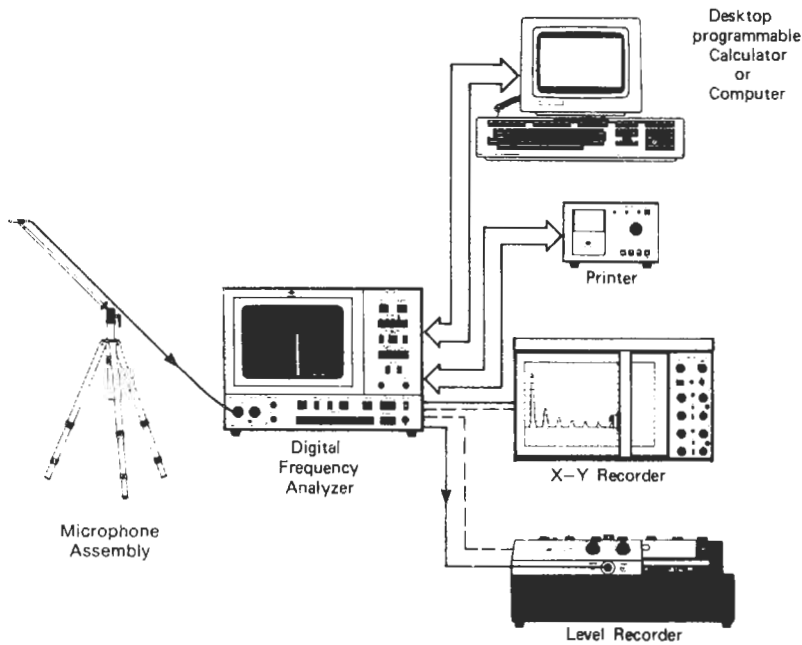 Desktop
programmable
Calculator
or
Computer
Printer
Digital
Frequency
Analyzer
X–Y Recorder
Microphone
Assembly
Level Recorder